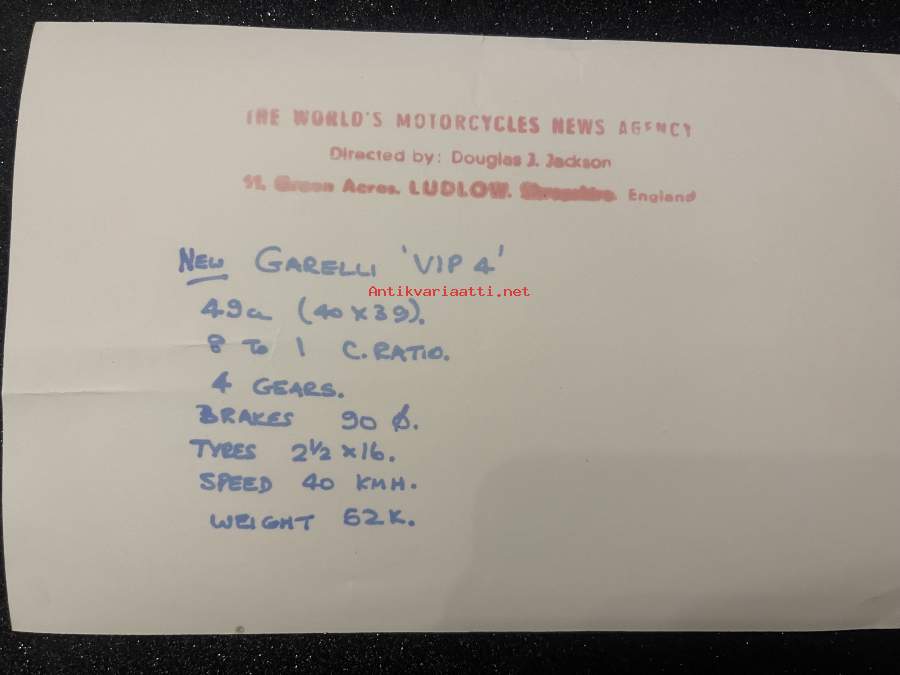 THE WORLD'S MOTORCYCLES NEWS AGENCY
Directed by: Douglas J. Jackson
11, Green Acres, LUDLOW. Shropshire. England
NEW GARELLI 'VIP 4'
Antikvariaatti.net
49cc (40 x 39).
8 TO 1 C. RATIO.
4 GEARS.
BRAKES 90 ϕ.
TYRES 2½ x 16.
SPEED 40 KMH.
WEIGHT 62K.